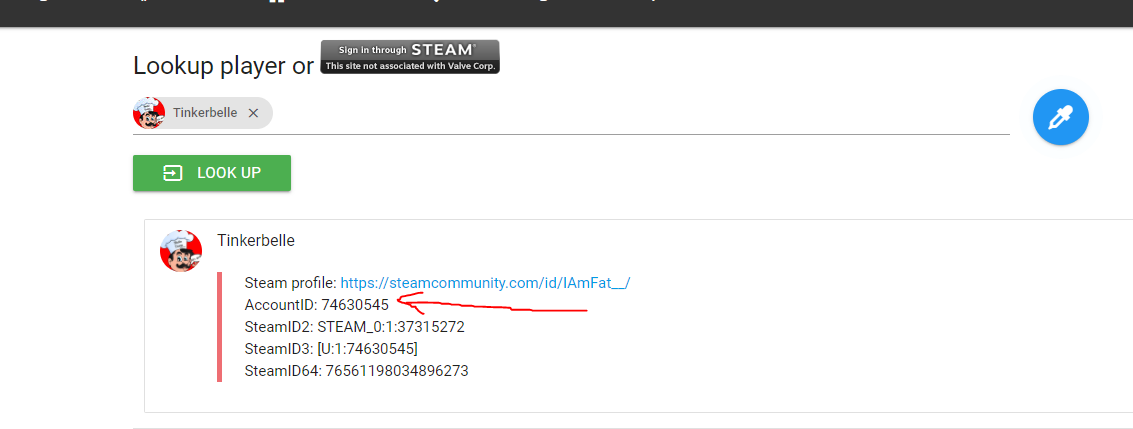 Lookup player or
Sign in through STEAM
This site not associated with Valve Corp.
Tinkerbelle
LOOK UP
Tinkerbelle
Steam profile: https://steamcommunity.com/id/IAmFat__/
AccountID: 74630545
SteamID2: STEAM_0:1:37315272
SteamID3: [U:1:74630545]
SteamID64: 76561198034896273